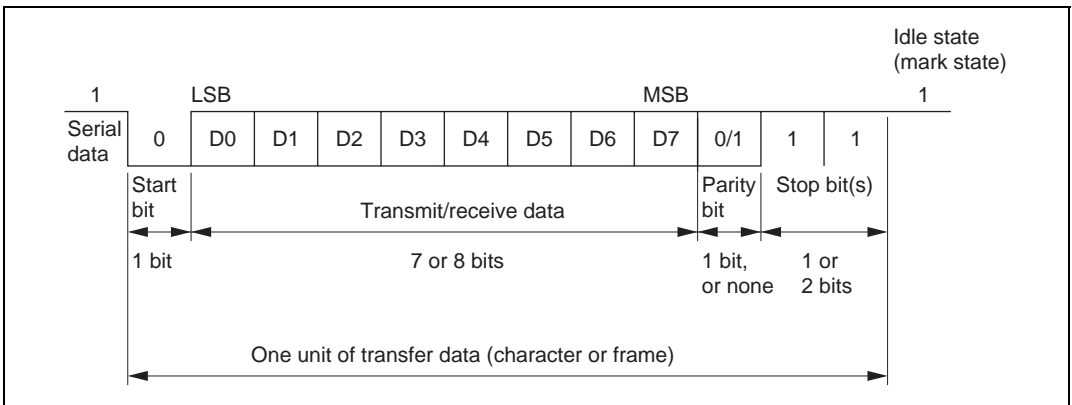 Idle state
(mark state)
1 LSB MSB 1
Serial
data
0 D0 D1 D2 D3 D4 D5 D6 D7 0/1 1 1
Start
bit
Transmit/receive data
Parity
bit
Stop bit(s)
1 bit
7 or 8 bits
1 bit,
or none
1 or
2 bits
One unit of transfer data (character or frame)